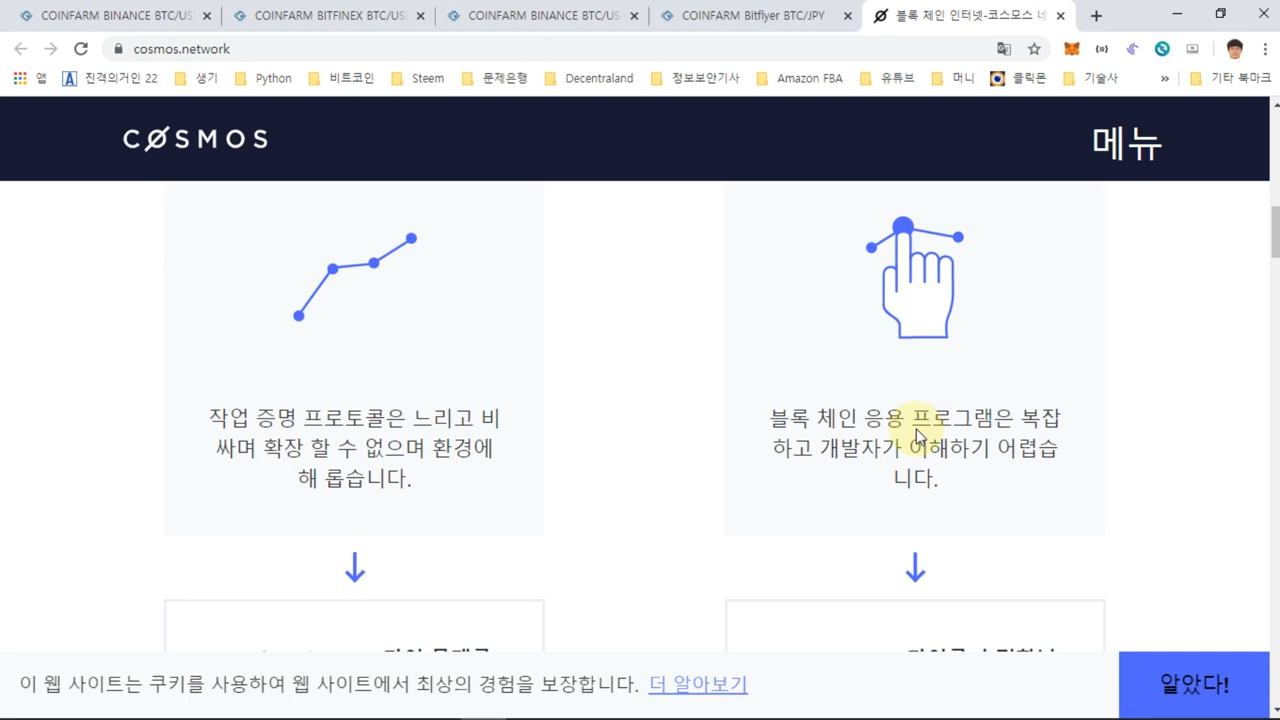 COINFARM BINANCE BTC/US
COINFARM BITFINEX BTC/US
COINFARM BINANCE BTC/US
COINFARM Bitflyer BTC/JPY
블록 체인 인터넷-코스모스 네
cosmos.network
앱
진격의거인 22
생기
Python
비트코인
Steem
문제은행
Decentraland
정보보안기사
Amazon FBA
유튜브
머니
클릭몬
기술사
»
기타 북마크
COSMOS
메뉴
작업 증명 프로토콜은 느리고 비
싸며 확장 할 수 없으며 환경에
해 롭습니다.
블록 체인 응용 프로그램은 복잡
하고 개발자가 이해하기 어렵습
니다.
이 웹 사이트는 쿠키를 사용하여 웹 사이트에서 최상의 경험을 보장합니다. 더 알아보기
알았다!